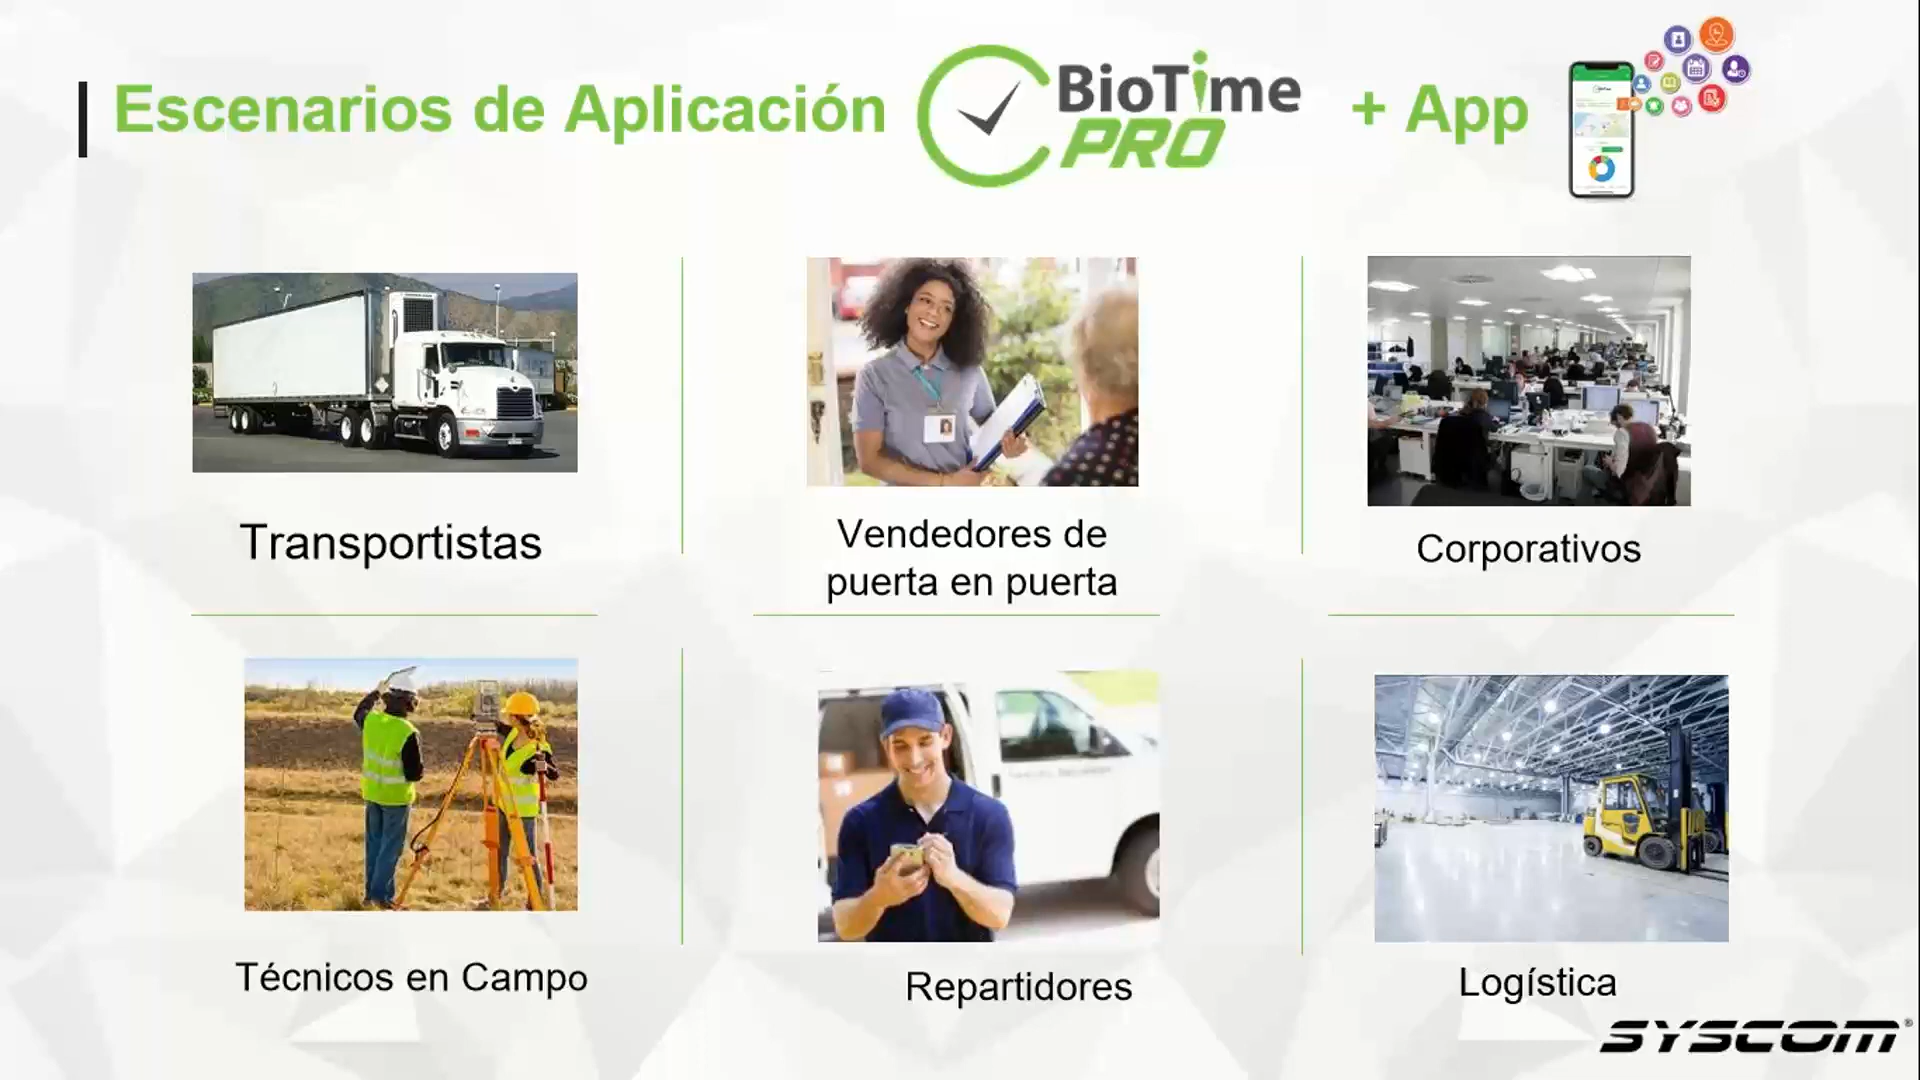 Escenarios de Aplicación
BioTime
PRO
+ App
Transportistas
Vendedores de
puerta en puerta
Corporativos
Técnicos en Campo
Repartidores
Logística
SYSCOM®